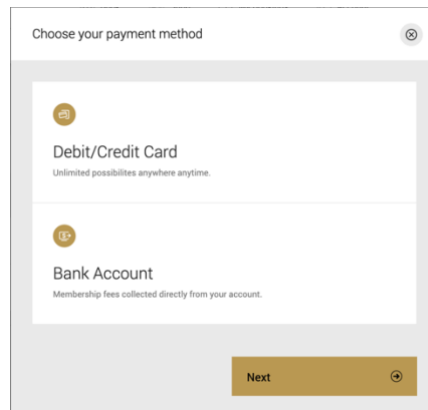 Choose your payment method
Debit/Credit Card
Unlimited possibilites anywhere anytime.
Bank Account
Membership fees collected directly from your account.
Next